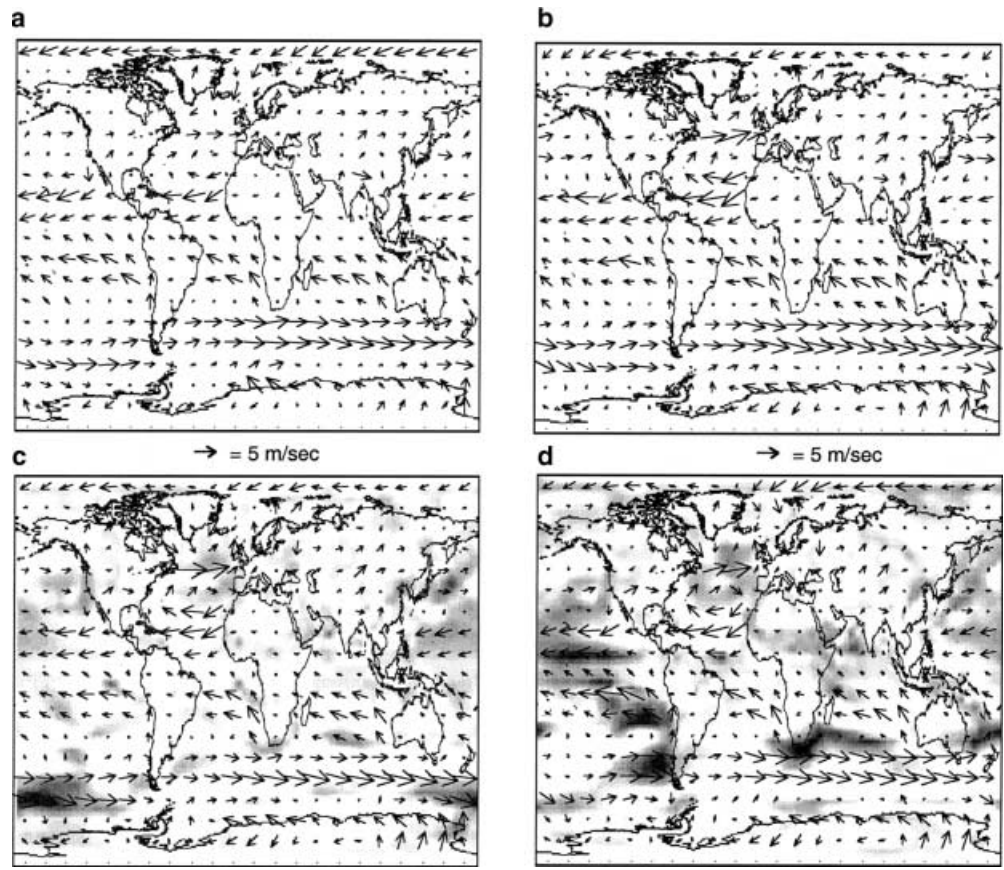 a
b
→ = 5 m/sec
→ = 5 m/sec
c
d